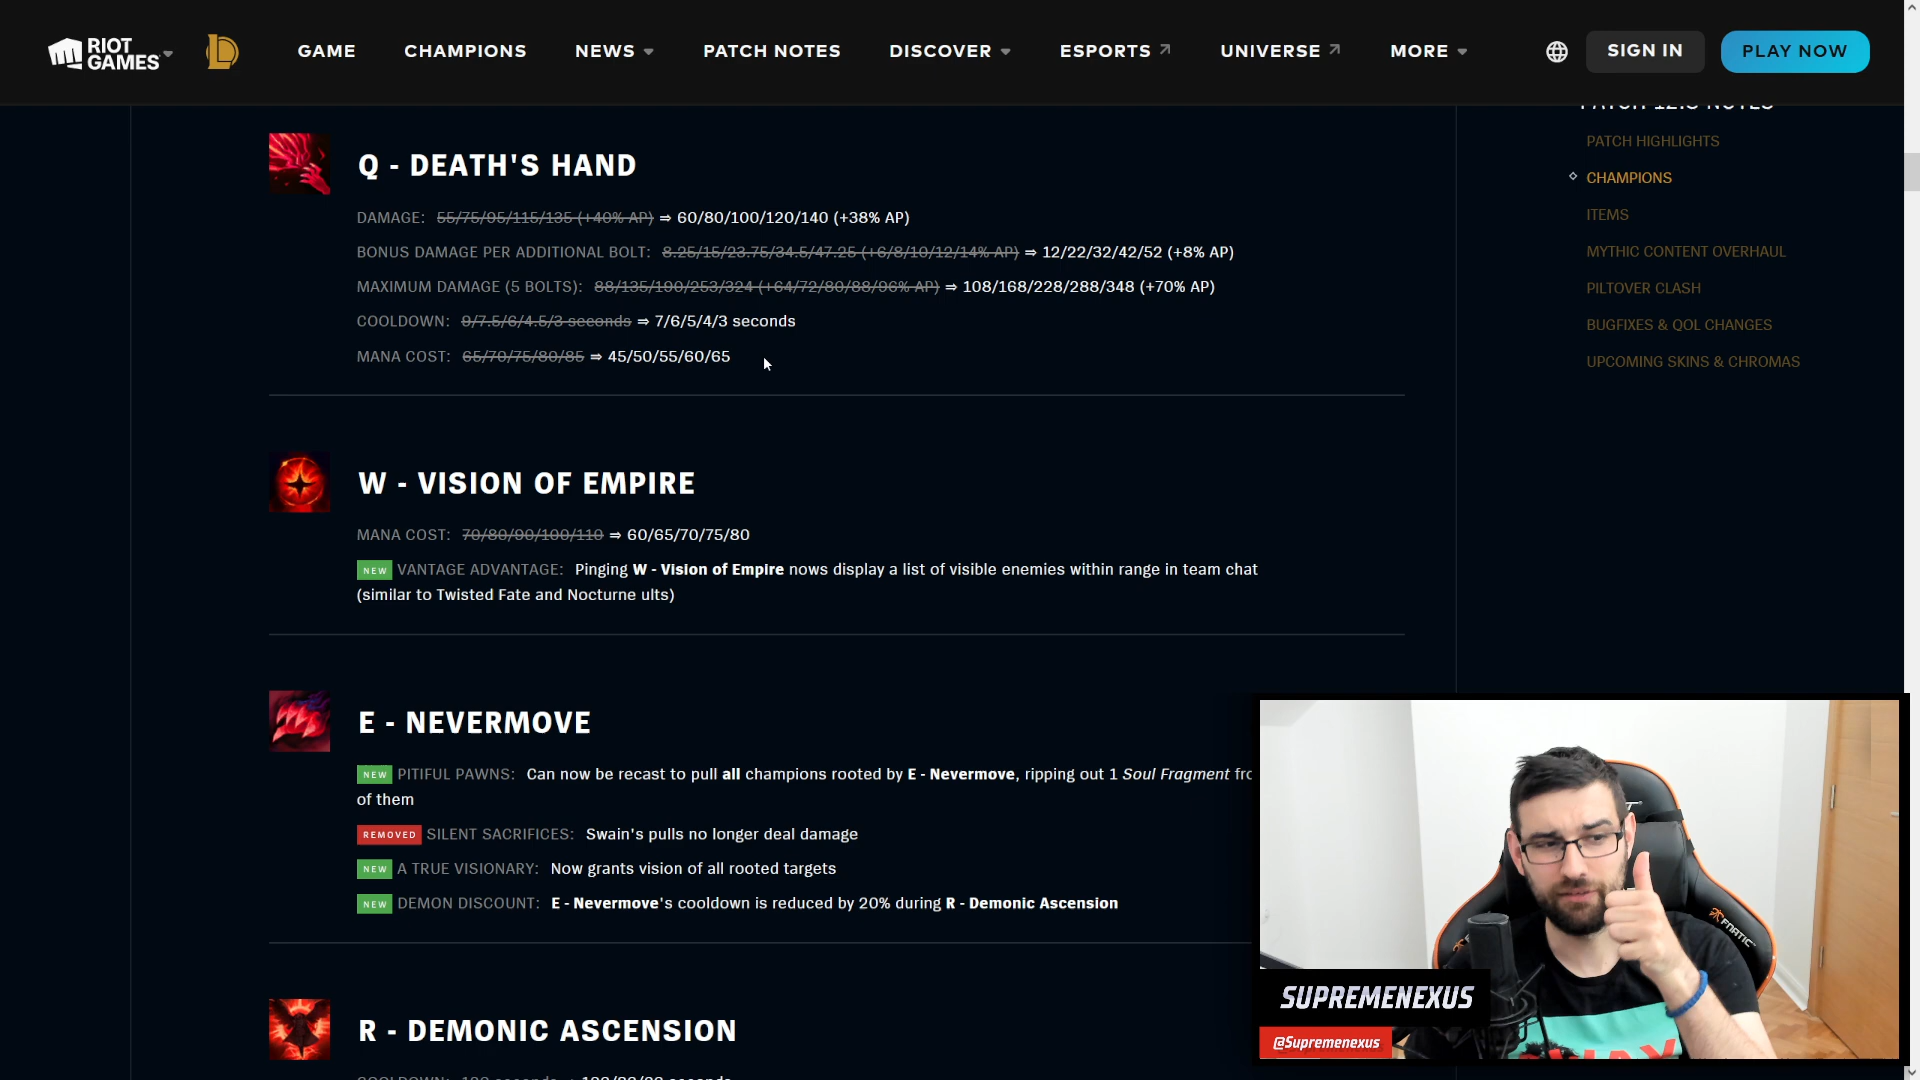 RIOT GAMES
GAME CHAMPIONS NEWS PATCH NOTES DISCOVER ESPORTS UNIVERSE MORE SIGN IN PLAY NOW
PATCH 12.8 NOTES
PATCH HIGHLIGHTS
CHAMPIONS
ITEMS
MYTHIC CONTENT OVERHAUL
PILTOVER CLASH
BUGFIXES & QOL CHANGES
UPCOMING SKINS & CHROMAS
Q - DEATH'S HAND
DAMAGE: 55/75/95/115/135 (+40% AP) ⇒ 60/80/100/120/140 (+38% AP)
BONUS DAMAGE PER ADDITIONAL BOLT: 8.25/15/23.75/34.5/47.25 (+6/8/10/12/14% AP) ⇒ 12/22/32/42/52 (+8% AP)
MAXIMUM DAMAGE (5 BOLTS): 88/135/190/253/324 (+64/72/80/88/96% AP) ⇒ 108/168/228/288/348 (+70% AP)
COOLDOWN: 9/7.5/6/4.5/3 seconds ⇒ 7/6/5/4/3 seconds
MANA COST: 65/70/75/80/85 ⇒ 45/50/55/60/65
W - VISION OF EMPIRE
MANA COST: 70/80/90/100/110 ⇒ 60/65/70/75/80
NEW VANTAGE ADVANTAGE: Pinging W - Vision of Empire nows display a list of visible enemies within range in team chat
(similar to Twisted Fate and Nocturne ults)
E - NEVERMOVE
NEW PITIFUL PAWNS: Can now be recast to pull all champions rooted by E - Nevermove, ripping out 1 Soul Fragment fro
of them
REMOVED SILENT SACRIFICES: Swain's pulls no longer deal damage
NEW A TRUE VISIONARY: Now grants vision of all rooted targets
NEW DEMON DISCOUNT: E - Nevermove's cooldown is reduced by 20% during R - Demonic Ascension
R - DEMONIC ASCENSION
FNATIC
SUPREMENEXUS
@Supremenexus